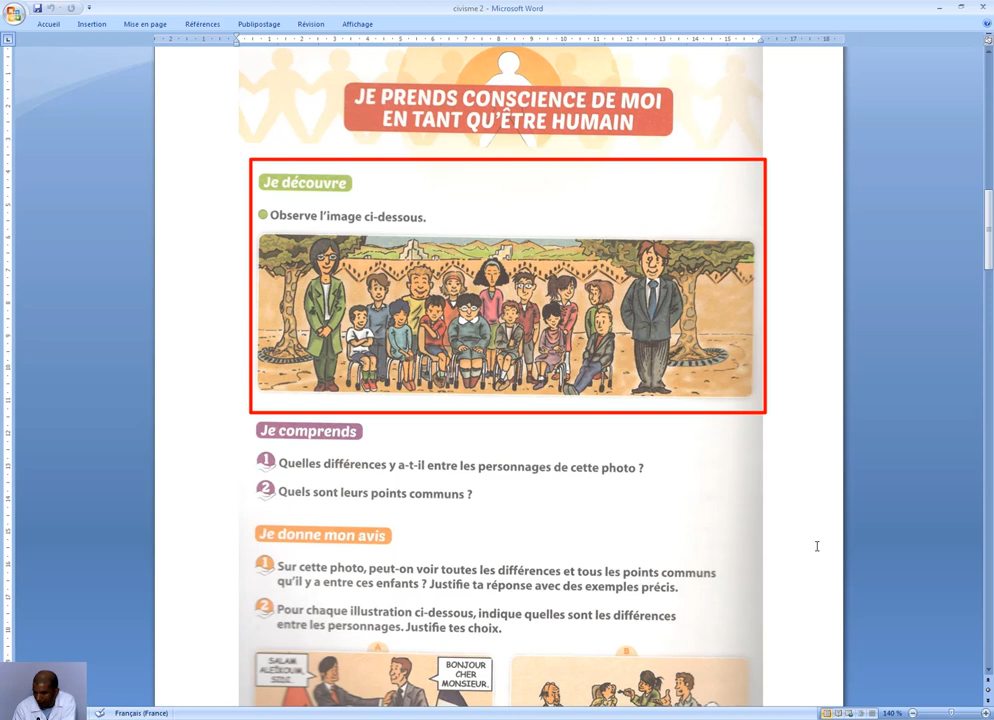 civisme 2 - Microsoft Word
Accueil Insertion Mise en page Références Publipostage Révision Affichage
JE PRENDS CONSCIENCE DE MOI
EN TANT QU'ÊTRE HUMAIN
Je découvre
Observe l'image ci-dessous.
Je comprends
1 Quelles différences y a-t-il entre les personnages de cette photo ?
2 Quels sont leurs points communs ?
Je donne mon avis
1 Sur cette photo, peut-on voir toutes les différences et tous les points communs
qu'il y a entre ces enfants ? Justifie ta réponse avec des exemples précis.
2 Pour chaque illustration ci-dessous, indique quelles sont les différences
entre les personnages. Justifie tes choix.
A
B
SALAM
ALEÏKOUM,
SIDI.
BONJOUR
CHER
MONSIEUR.
Français (France)
140 %